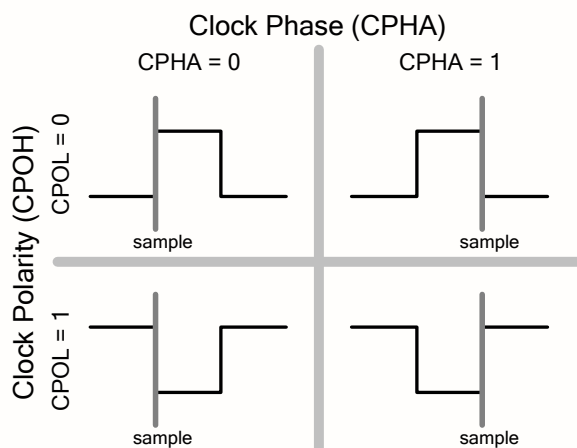 Clock Phase (CPHA)
CPHA = 0
CPHA = 1
Clock Polarity (CPOH)
CPOL = 0
sample
sample
CPOL = 1
sample
sample